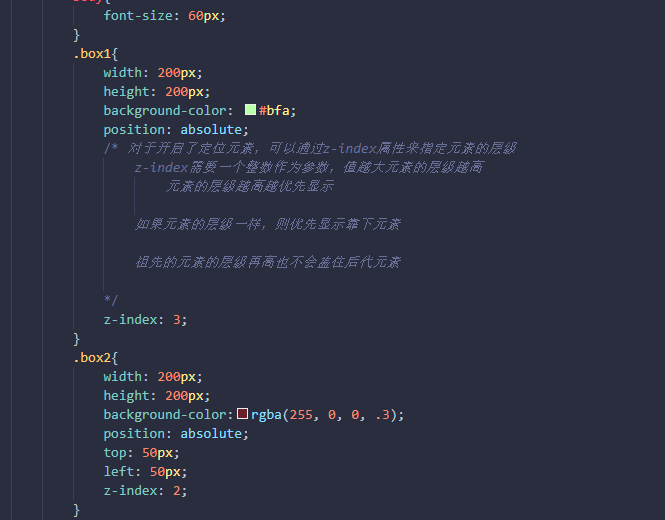 body{
font-size: 60px;
}
.box1{
width: 200px;
height: 200px;
background-color: #bfa;
position: absolute;
/* 对于开启了定位元素，可以通过z-index属性来指定元素的层级
z-index需要一个整数作为参数，值越大元素的层级越高
元素的层级越高越优先显示
如果元素的层级一样，则优先显示靠下元素
祖先的元素的层级再高也不会盖住后代元素
*/
z-index: 3;
}
.box2{
width: 200px;
height: 200px;
background-color: rgba(255, 0, 0, .3);
position: absolute;
top: 50px;
left: 50px;
z-index: 2;
}